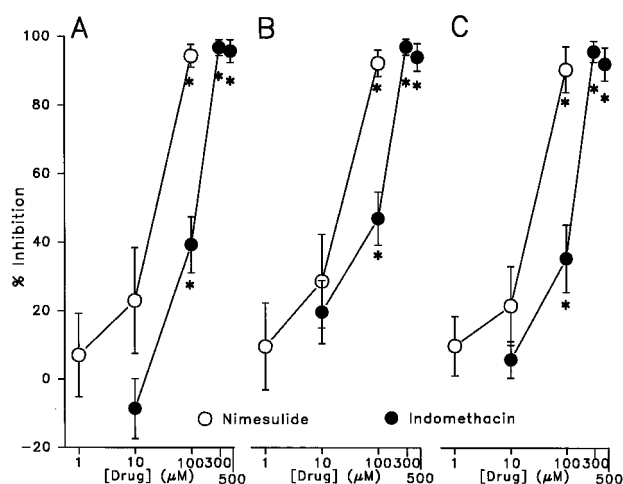 A B C
100
80
60
40
20
0
-20
% Inhibition
* * *
* * *
* * *
*
*
*
○ Nimesulide ● Indomethacin
1 10 100 300 500
1 10 100 300 500
1 10 100 300 500
[Drug] (μM) [Drug] (μM) [Drug] (μM)